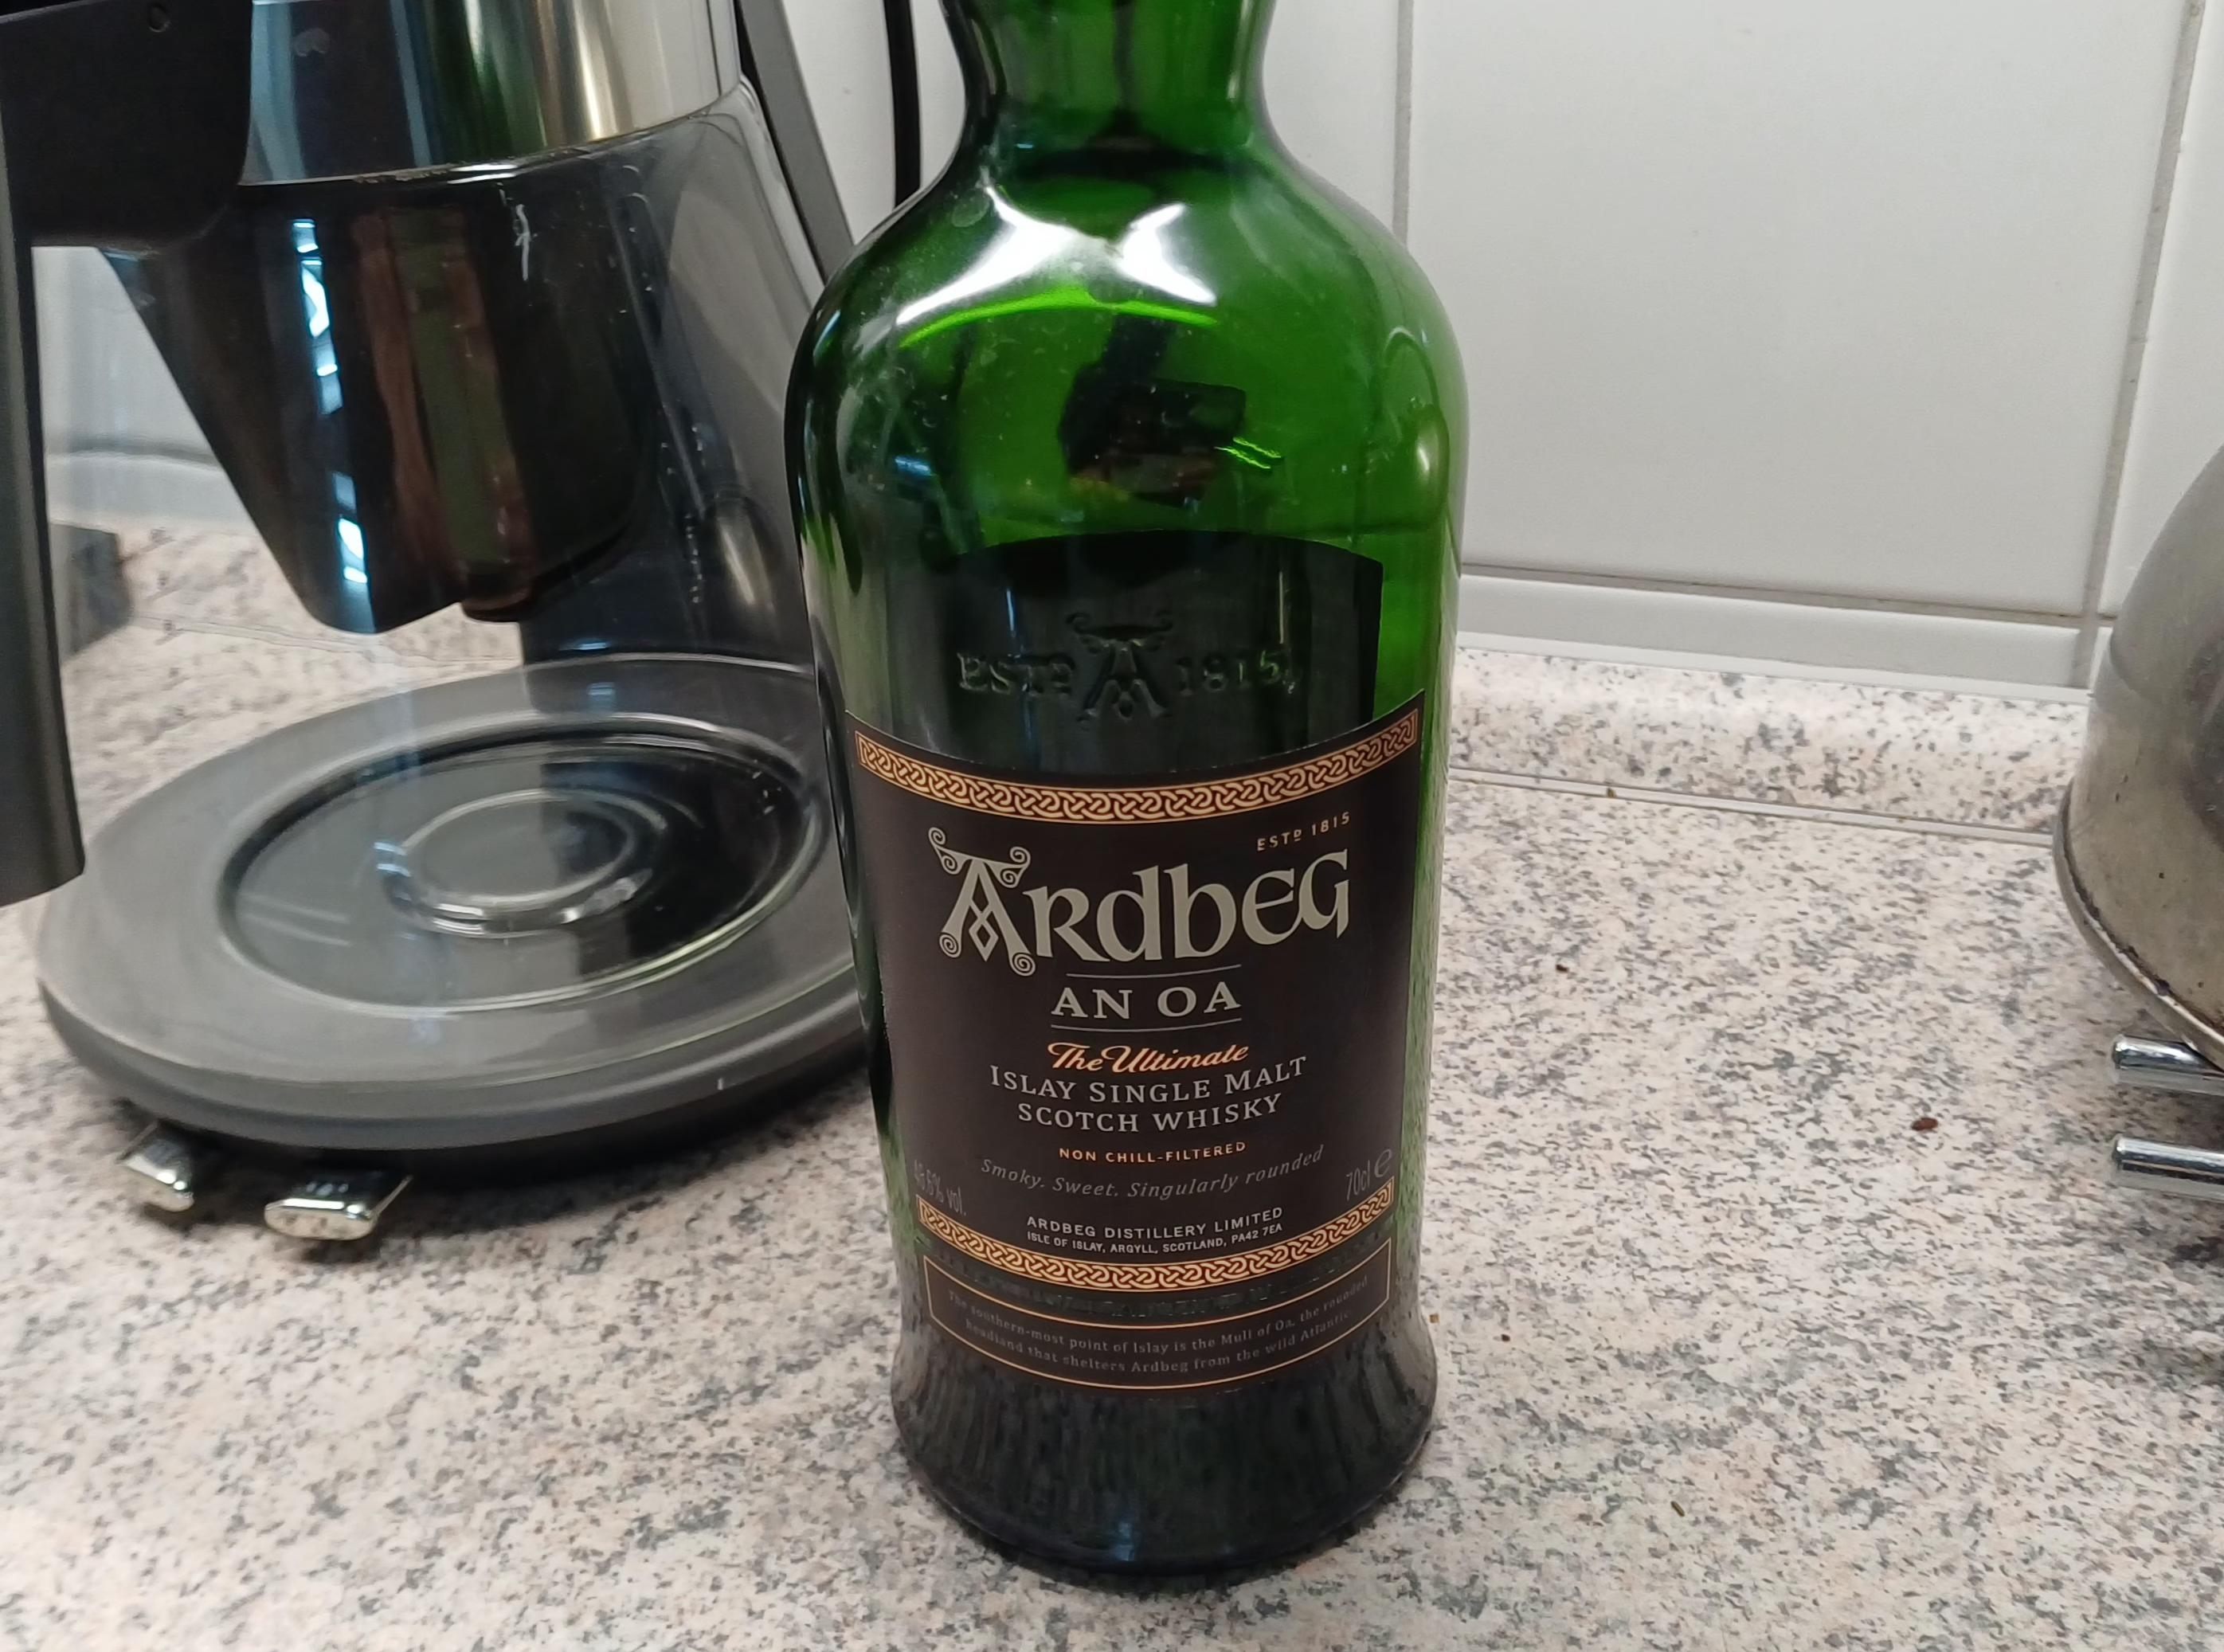 ESTD A 1815
ESTD 1815
ARDBEG
AN OA
The Ultimate
ISLAY SINGLE MALT
SCOTCH WHISKY
NON CHILL-FILTERED
Smoky. Sweet. Singularly rounded
46.6% vol. 70cl e
ARDBEG DISTILLERY LIMITED
ISLE OF ISLAY, ARGYLL, SCOTLAND, PA42 7EA
The southern-most point of Islay is the Mull of Oa, the rounded
headland that shelters Ardbeg from the wild Atlantic.